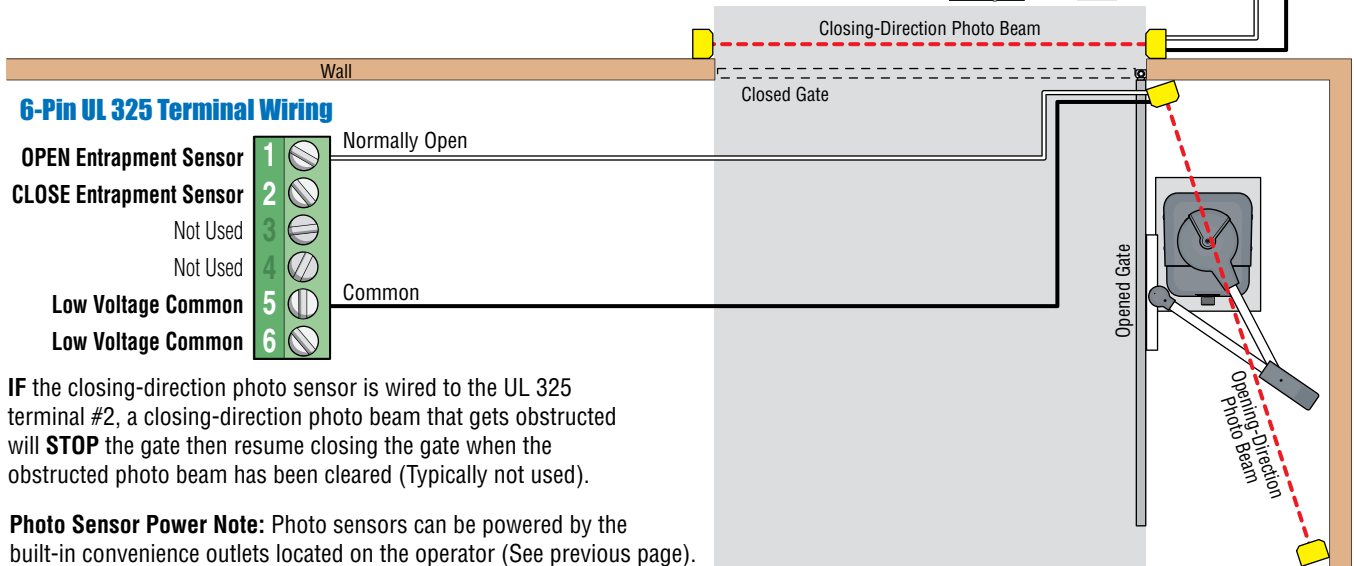 Closing-Direction Photo Beam
Wall
Closed Gate
6-Pin UL 325 Terminal Wiring
OPEN Entrapment Sensor 1 Normally Open
CLOSE Entrapment Sensor 2
Not Used 3
Not Used 4
Low Voltage Common 5 Common
Low Voltage Common 6
Opened Gate
Opening-Direction
Photo Beam
IF the closing-direction photo sensor is wired to the UL 325
terminal #2, a closing-direction photo beam that gets obstructed
will STOP the gate then resume closing the gate when the
obstructed photo beam has been cleared (Typically not used).
Photo Sensor Power Note: Photo sensors can be powered by the
built-in convenience outlets located on the operator (See previous page).